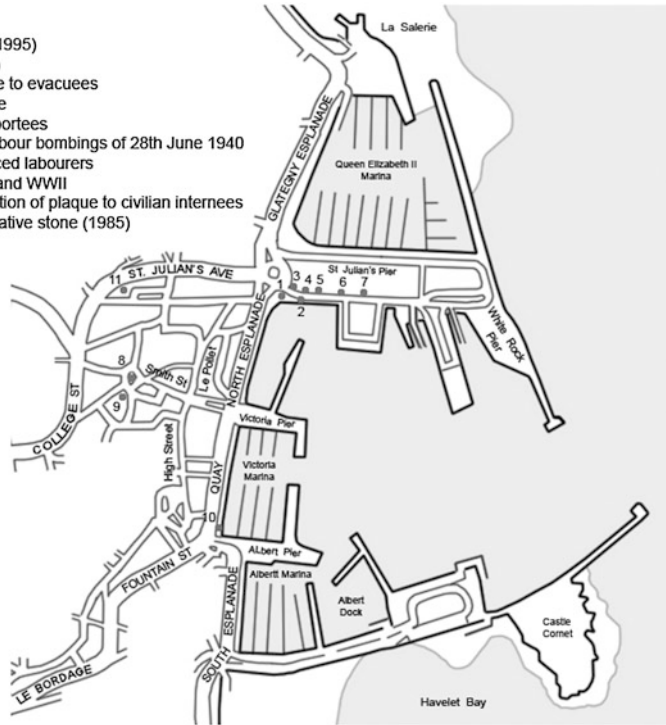 1995)
e to evacuees
e
portees
bour bombings of 28th June 1940
ced labourers
and WWII
tion of plaque to civilian internees
ative stone (1985)
La Salerie
GLATEGNY ESPLANADE
Queen Elizabeth II
Marina
11 ST. JULIAN'S AVE
St Julian's Pier
1 3 4 5 6 7
2
White Rock
Pier
NORTH ESPLANADE
Le Pollet
8
Smith St
9
COLLEGE ST
High Street
Victoria Pier
QUAY
Victoria
Marina
10
FOUNTAIN ST
ALbert Pier
Albertt Marina
Albert
Dock
SOUTH ESPLANADE
Castle
Cornet
LE BORDAGE
Havelet Bay